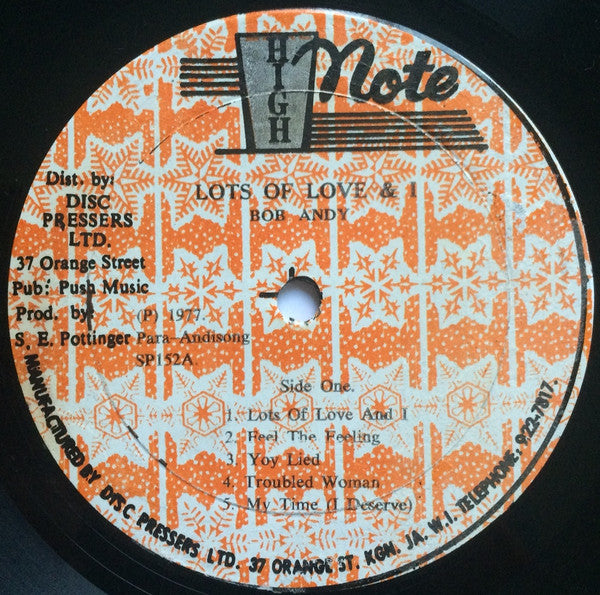 HIGH
Note
LOTS OF LOVE & I
BOB ANDY
Dist. by:
DISC
PRESSERS
LTD.
37 Orange Street
Pub: Push Music
Prod. by:
S. E. Pottinger
(P) 1977.
Para-Andisong
SP152A
Side One.
1. Lots Of Love And I
2. Feel The Feeling
3. Yoy Lied
4. Troubled Woman
5. My Time (I Deserve)
MANUFACTURED BY DISC PRESSERS LTD. 37 ORANGE ST. KGN. JA. W.I. TELEPHONE: 922-7817.